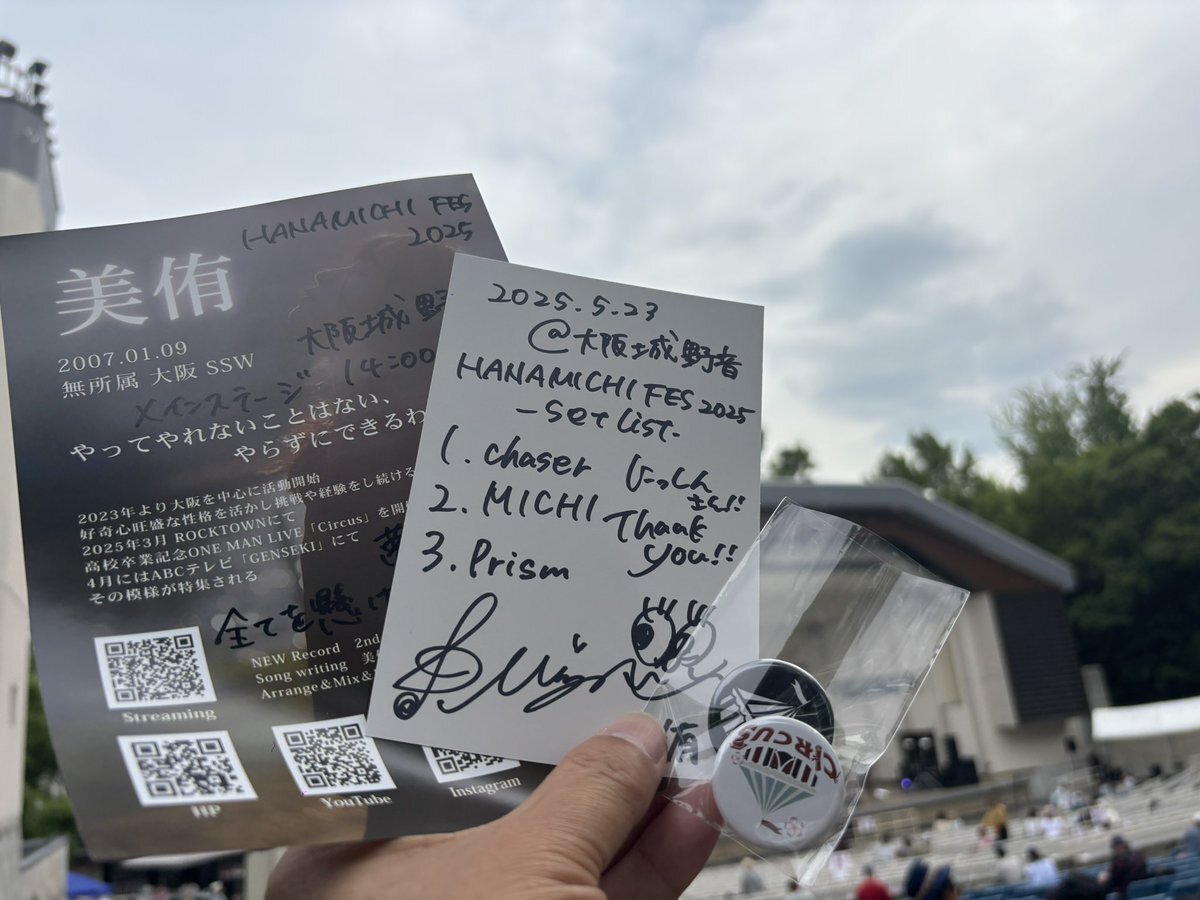 HANAMICHI FES
2025
美侑
2007.01.09
無所属 大阪 SSW
大阪城野
メインステージ 14:00
やってやれないことはない、
やらずにできるわ
2023年より大阪を中心に活動開始
好奇心旺盛な性格を活かし挑戦や経験をし続ける
2025年3月 ROCKTOWNにて
高校卒業記念ONE MAN LIVE「Circus」を開
4月にはABCテレビ「GENSEKI」にて
その模様が特集される
全てを懸け
NEW Record 2nd
Song writing 美
Arrange&Mix&
Streaming
HP
YouTube
Instagram
2025.5.23
@大阪城野音
HANAMICHI FES 2025
-Set List-
1. chaser
2. MICHI
3. Prism
にっしん
さん!!
Thank
you!!
侑
CIRCUS